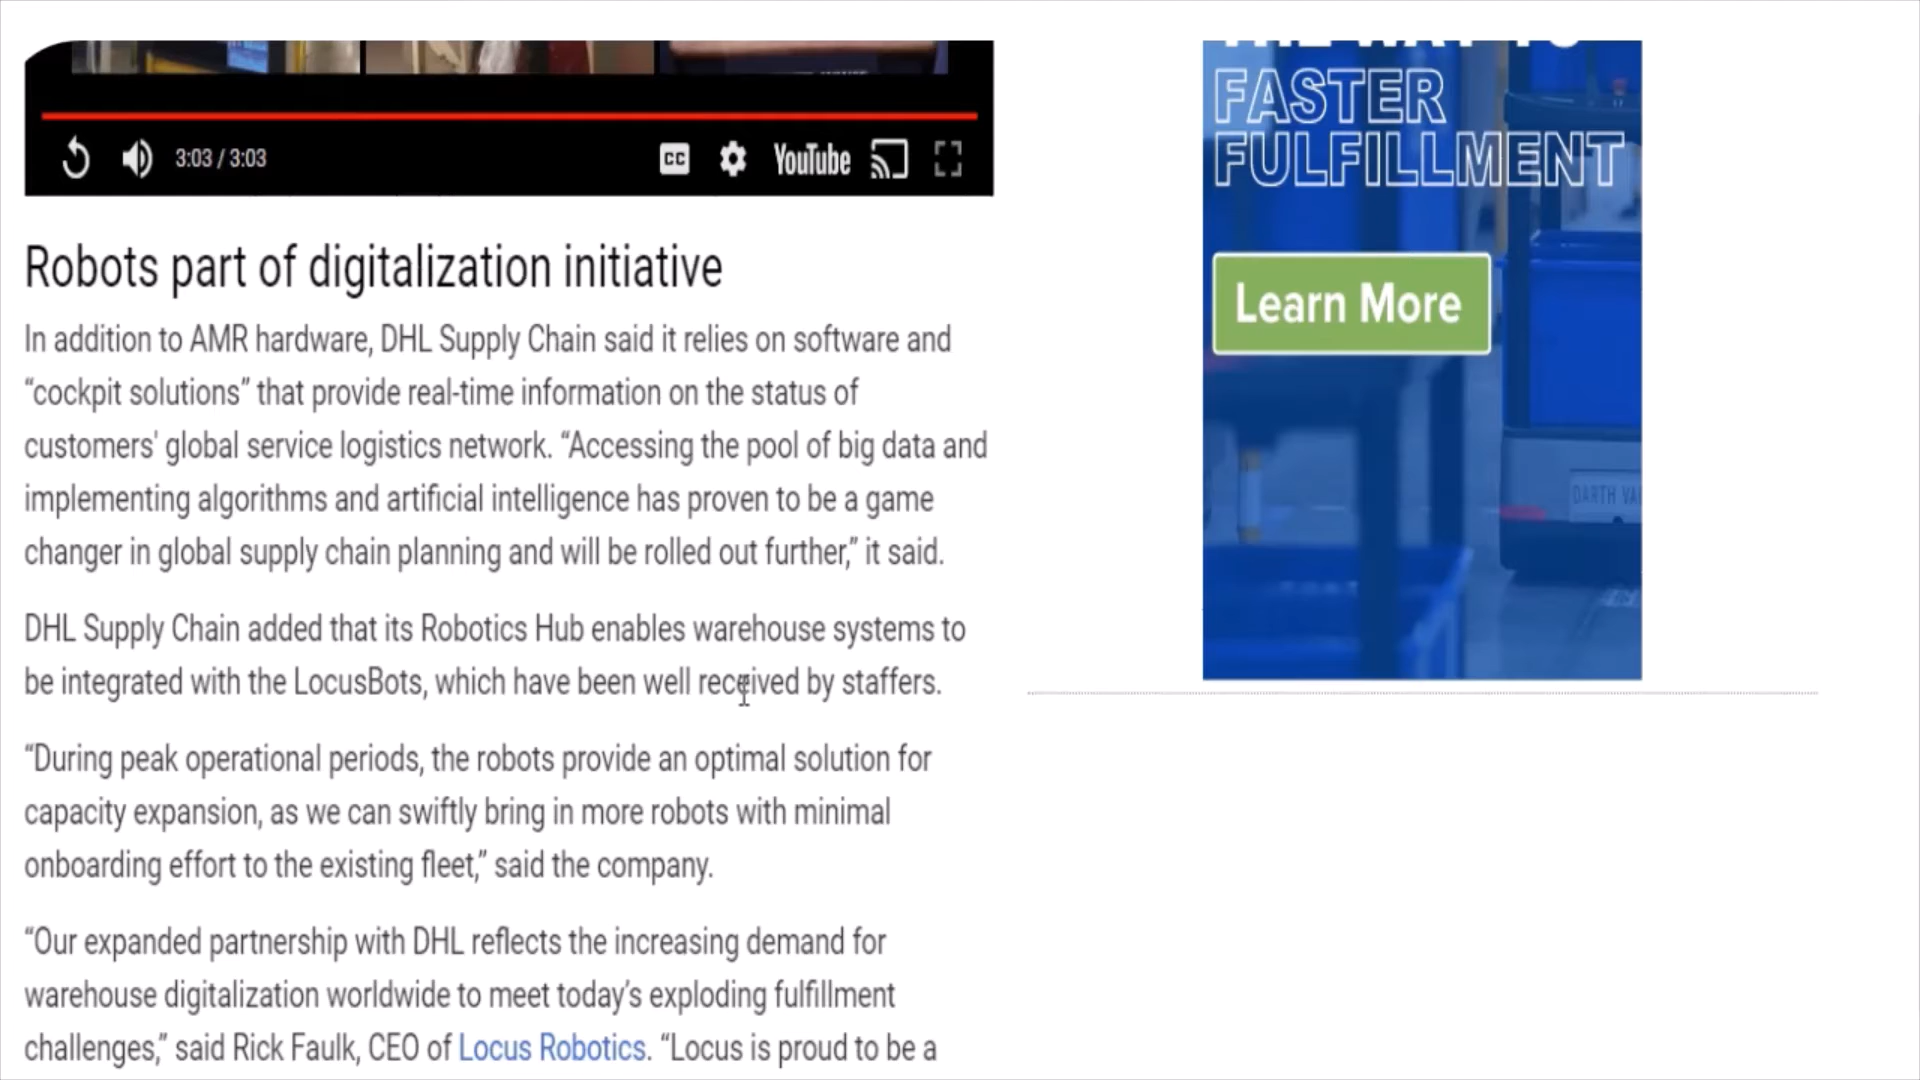 3:03 / 3:03
CC
YouTube
Robots part of digitalization initiative
In addition to AMR hardware, DHL Supply Chain said it relies on software and
“cockpit solutions” that provide real-time information on the status of
customers' global service logistics network. “Accessing the pool of big data and
implementing algorithms and artificial intelligence has proven to be a game
changer in global supply chain planning and will be rolled out further,” it said.
DHL Supply Chain added that its Robotics Hub enables warehouse systems to
be integrated with the LocusBots, which have been well received by staffers.
“During peak operational periods, the robots provide an optimal solution for
capacity expansion, as we can swiftly bring in more robots with minimal
onboarding effort to the existing fleet,” said the company.
“Our expanded partnership with DHL reflects the increasing demand for
warehouse digitalization worldwide to meet today’s exploding fulfillment
challenges,” said Rick Faulk, CEO of Locus Robotics. “Locus is proud to be a
FASTER
FULFILLMENT
Learn More
DARTH VA